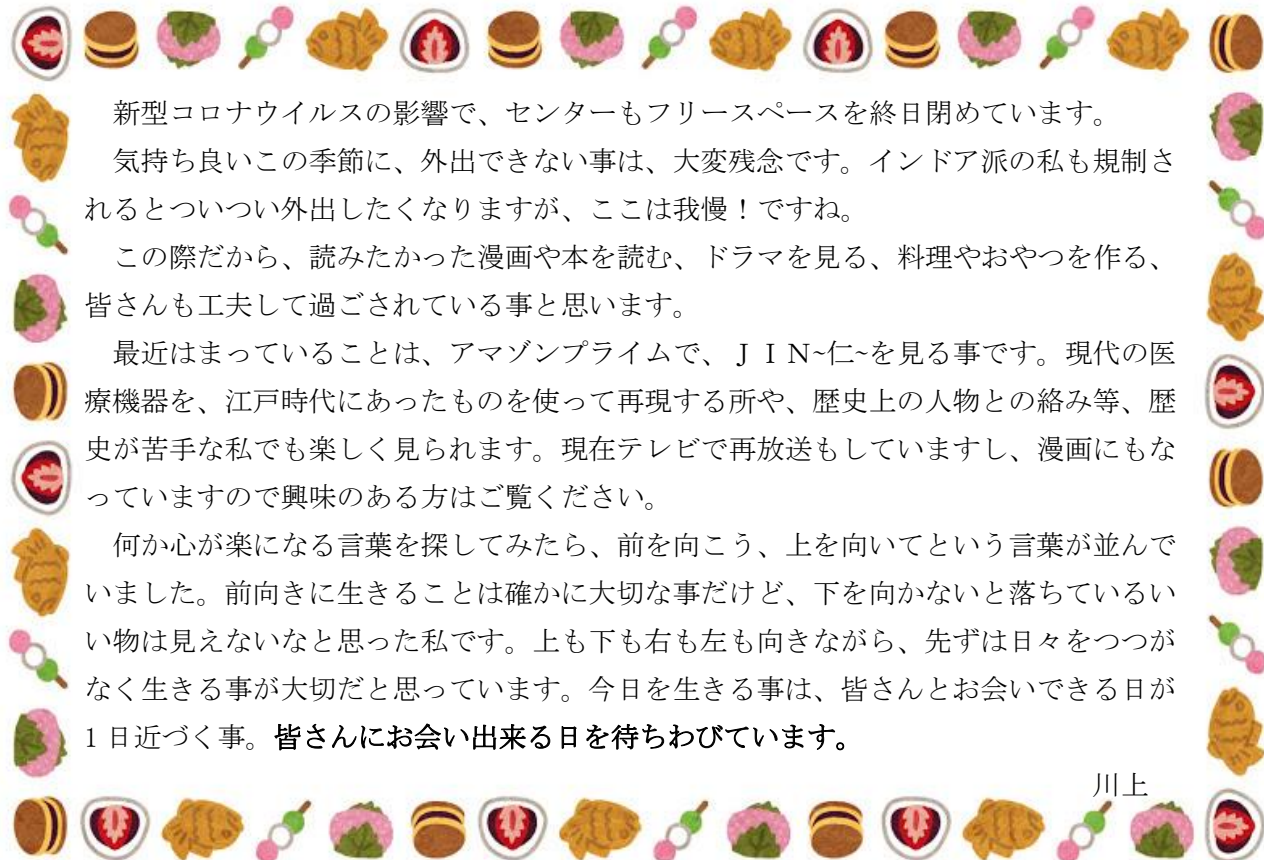 新型コロナウイルスの影響で、センターもフリースペースを終日閉めています。
気持ち良いこの季節に、外出できない事は、大変残念です。インドア派の私も規制さ
れるとついつい外出したくなりますが、ここは我慢！ですね。
この際だから、読みたかった漫画や本を読む、ドラマを見る、料理やおやつを作る、
皆さんも工夫して過ごされている事と思います。
最近はまっていることは、アマゾンプライムで、ＪＩＮ~仁~を見る事です。現代の医
療機器を、江戸時代にあったものを使って再現する所や、歴史上の人物との絡み等、歴
史が苦手な私でも楽しく見られます。現在テレビで再放送もしていますし、漫画にもな
っていますので興味のある方はご覧ください。
何か心が楽になる言葉を探してみたら、前を向こう、上を向いてという言葉が並んで
いました。前向きに生きることは確かに大切な事だけど、下を向かないと落ちているい
い物は見えないなと思った私です。上も下も右も左も向きながら、先ずは日々をつつが
なく生きる事が大切だと思っています。今日を生きる事は、皆さんとお会いできる日が
1日近づく事。皆さんにお会い出来る日を待ちわびています。
川上